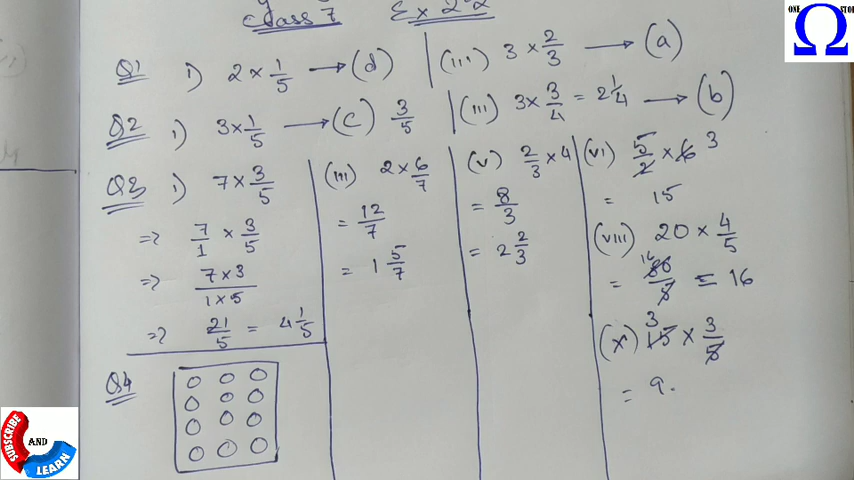 Class 7 Ex 2.2
Q1 i) 2 × 1/5 → (d)
(iii) 3 × 2/3 → (a)
Q2 i) 3 × 1/5 → (c) 3/5
(iii) 3 × 3/4 = 2 1/4 → (b)
Q3 i) 7 × 3/5
⇒ 7/1 × 3/5
⇒ 7 × 3 / 1 × 5
⇒ 21/5 = 4 1/5
(iii) 2 × 6/7
= 12/7
= 1 5/7
(v) 2/3 × 4
= 8/3
= 2 2/3
(vi) 5/2 × 6 3
= 15
(viii) 20 × 4/5
= 16 80/5 = 16
(x) 3 15 × 3/5
= 9.
Q4
ONE STOP
Ω
SUBSCRIBE
AND
LEARN